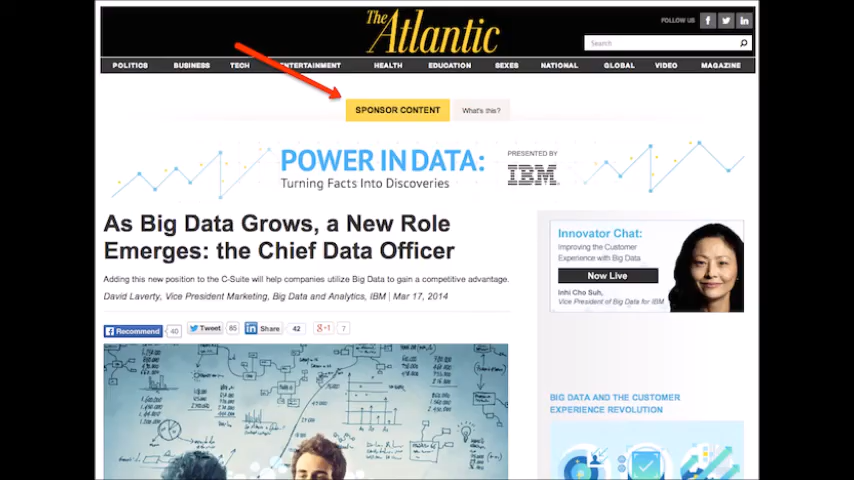 The Atlantic
FOLLOW US
Search
POLITICS BUSINESS TECH ENTERTAINMENT HEALTH EDUCATION SEXES NATIONAL GLOBAL VIDEO MAGAZINE
SPONSOR CONTENT What's this?
POWER IN DATA:
Turning Facts Into Discoveries
PRESENTED BY
IBM
As Big Data Grows, a New Role
Emerges: the Chief Data Officer
Adding this new position to the C-Suite will help companies utilize Big Data to gain a competitive advantage.
David Laverty, Vice President Marketing, Big Data and Analytics, IBM | Mar 17, 2014
Recommend 40 Tweet 65 Share 42 +1 7
Innovator Chat:
Improving the Customer
Experience with Big Data
Now Live
Inhi Cho Suh,
Vice President of Big Data for IBM
BIG DATA AND THE CUSTOMER
EXPERIENCE REVOLUTION